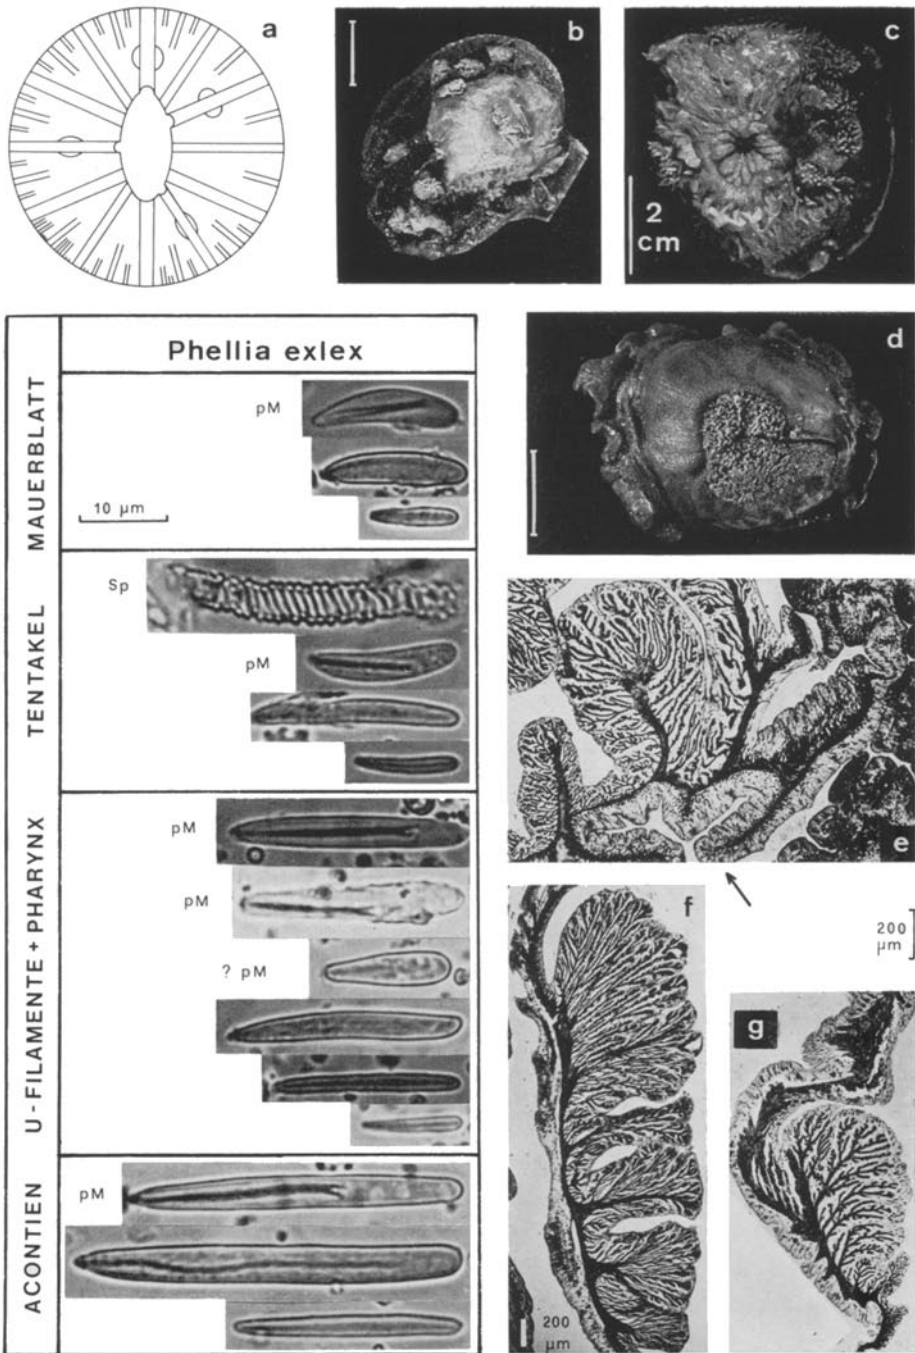 a
b
c
2
cm
d
Phellia exlex
MAUERBLATT
pM
10 µm
TENTAKEL
Sp
pM
U-FILAMENTE + PHARYNX
pM
pM
? pM
ACONTIEN
pM
e
f
200
µm
g
200
µm